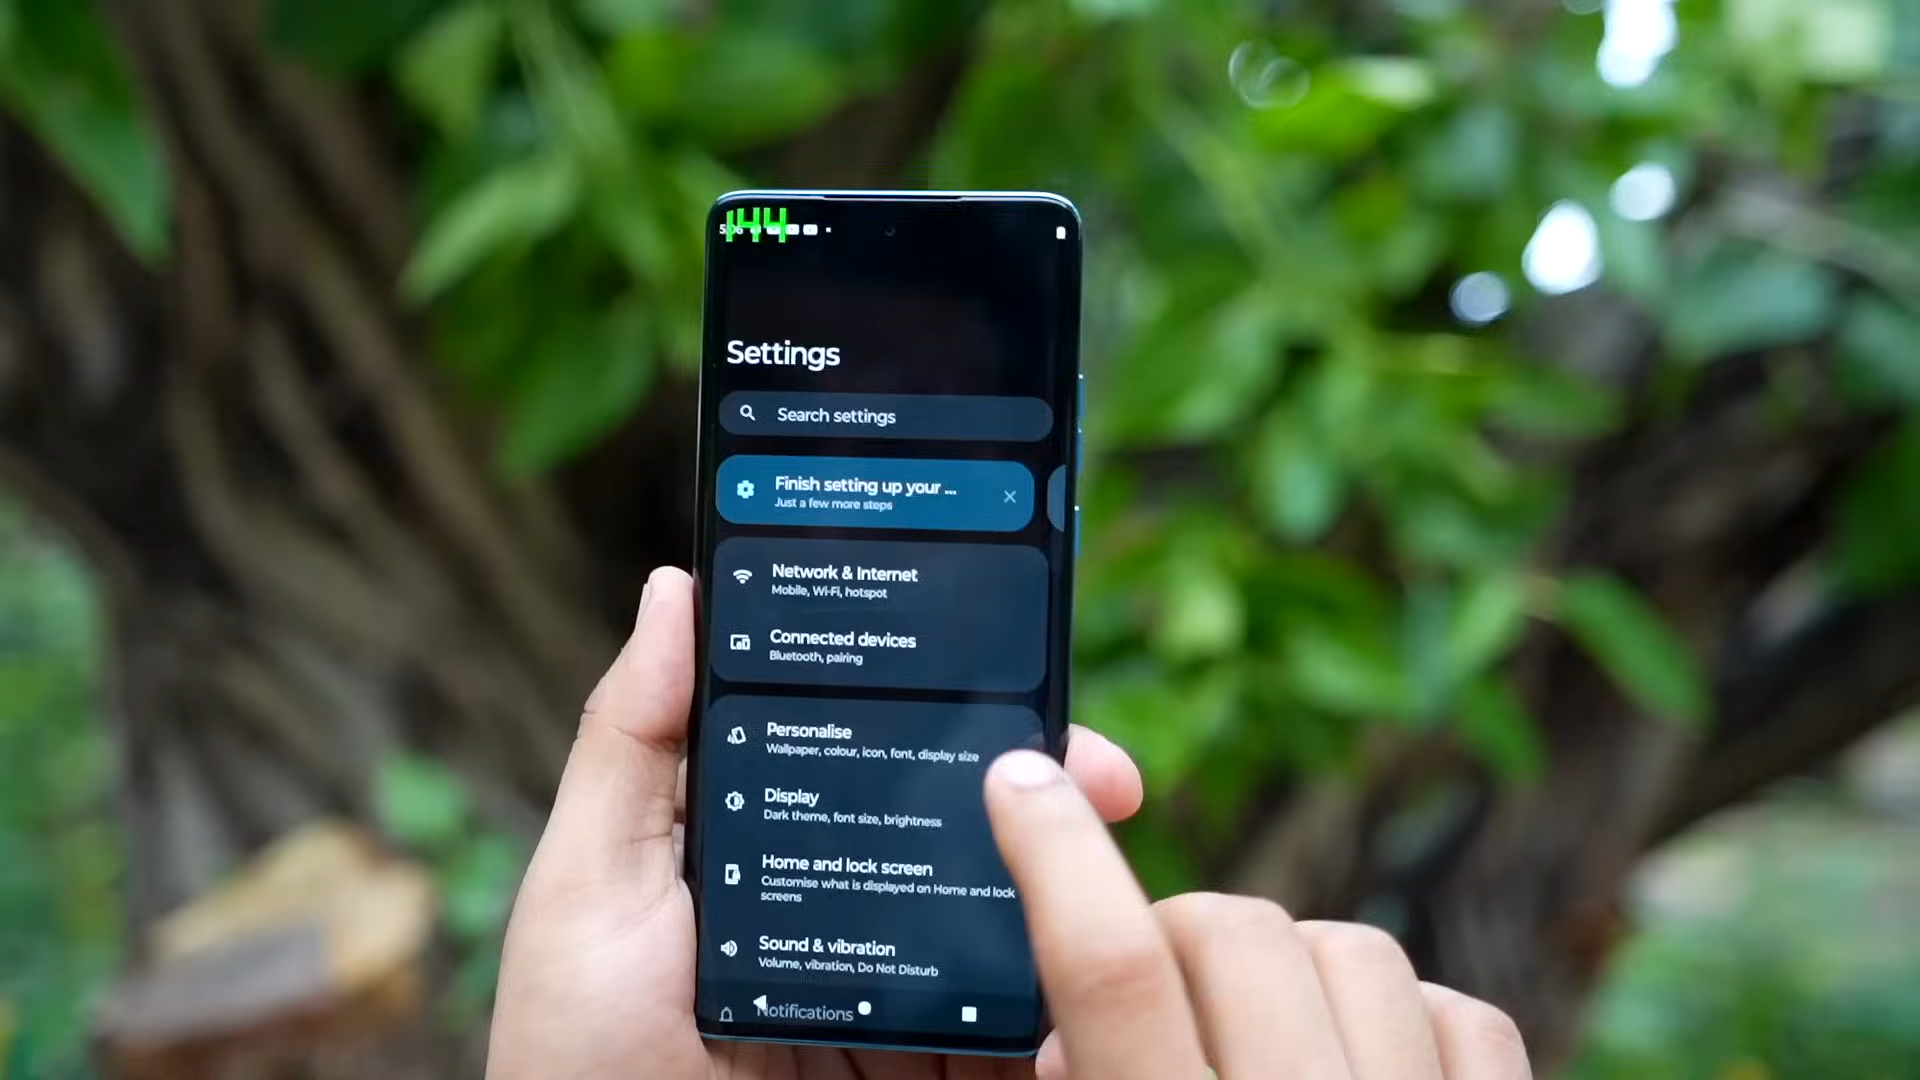 144
Settings
Search settings
Finish setting up your ...
Just a few more steps
Network & Internet
Mobile, Wi-Fi, hotspot
Connected devices
Bluetooth, pairing
Personalise
Wallpaper, colour, icon, font, display size
Display
Dark theme, font size, brightness
Home and lock screen
Customise what is displayed on Home and lock
screens
Sound & vibration
Volume, vibration, Do Not Disturb
Notifications